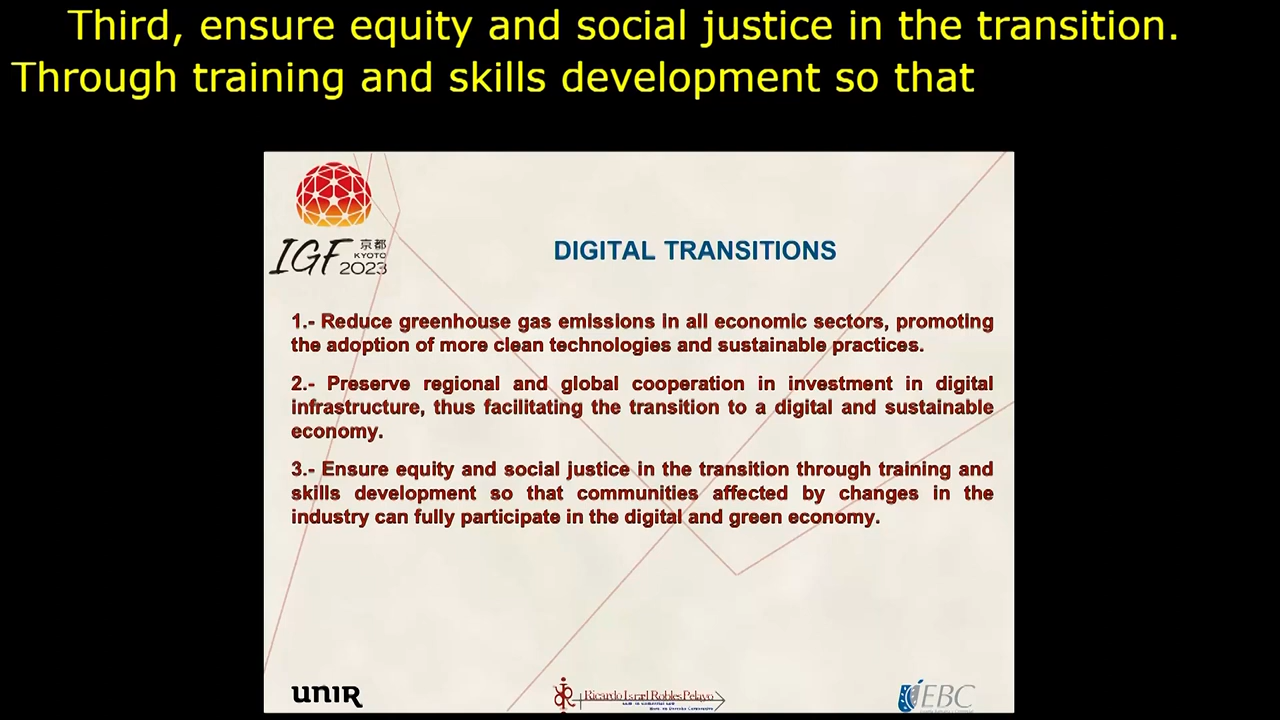 Third, ensure equity and social justice in the transition.
Through training and skills development so that
IGF 京都
KYOTO
2023
DIGITAL TRANSITIONS
1.- Reduce greenhouse gas emissions in all economic sectors, promoting
the adoption of more clean technologies and sustainable practices.
2.- Preserve regional and global cooperation in investment in digital
infrastructure, thus facilitating the transition to a digital and sustainable
economy.
3.- Ensure equity and social justice in the transition through training and
skills development so that communities affected by changes in the
industry can fully participate in the digital and green economy.
unIR
Ricardo Israel Robles Pelayo
EBC